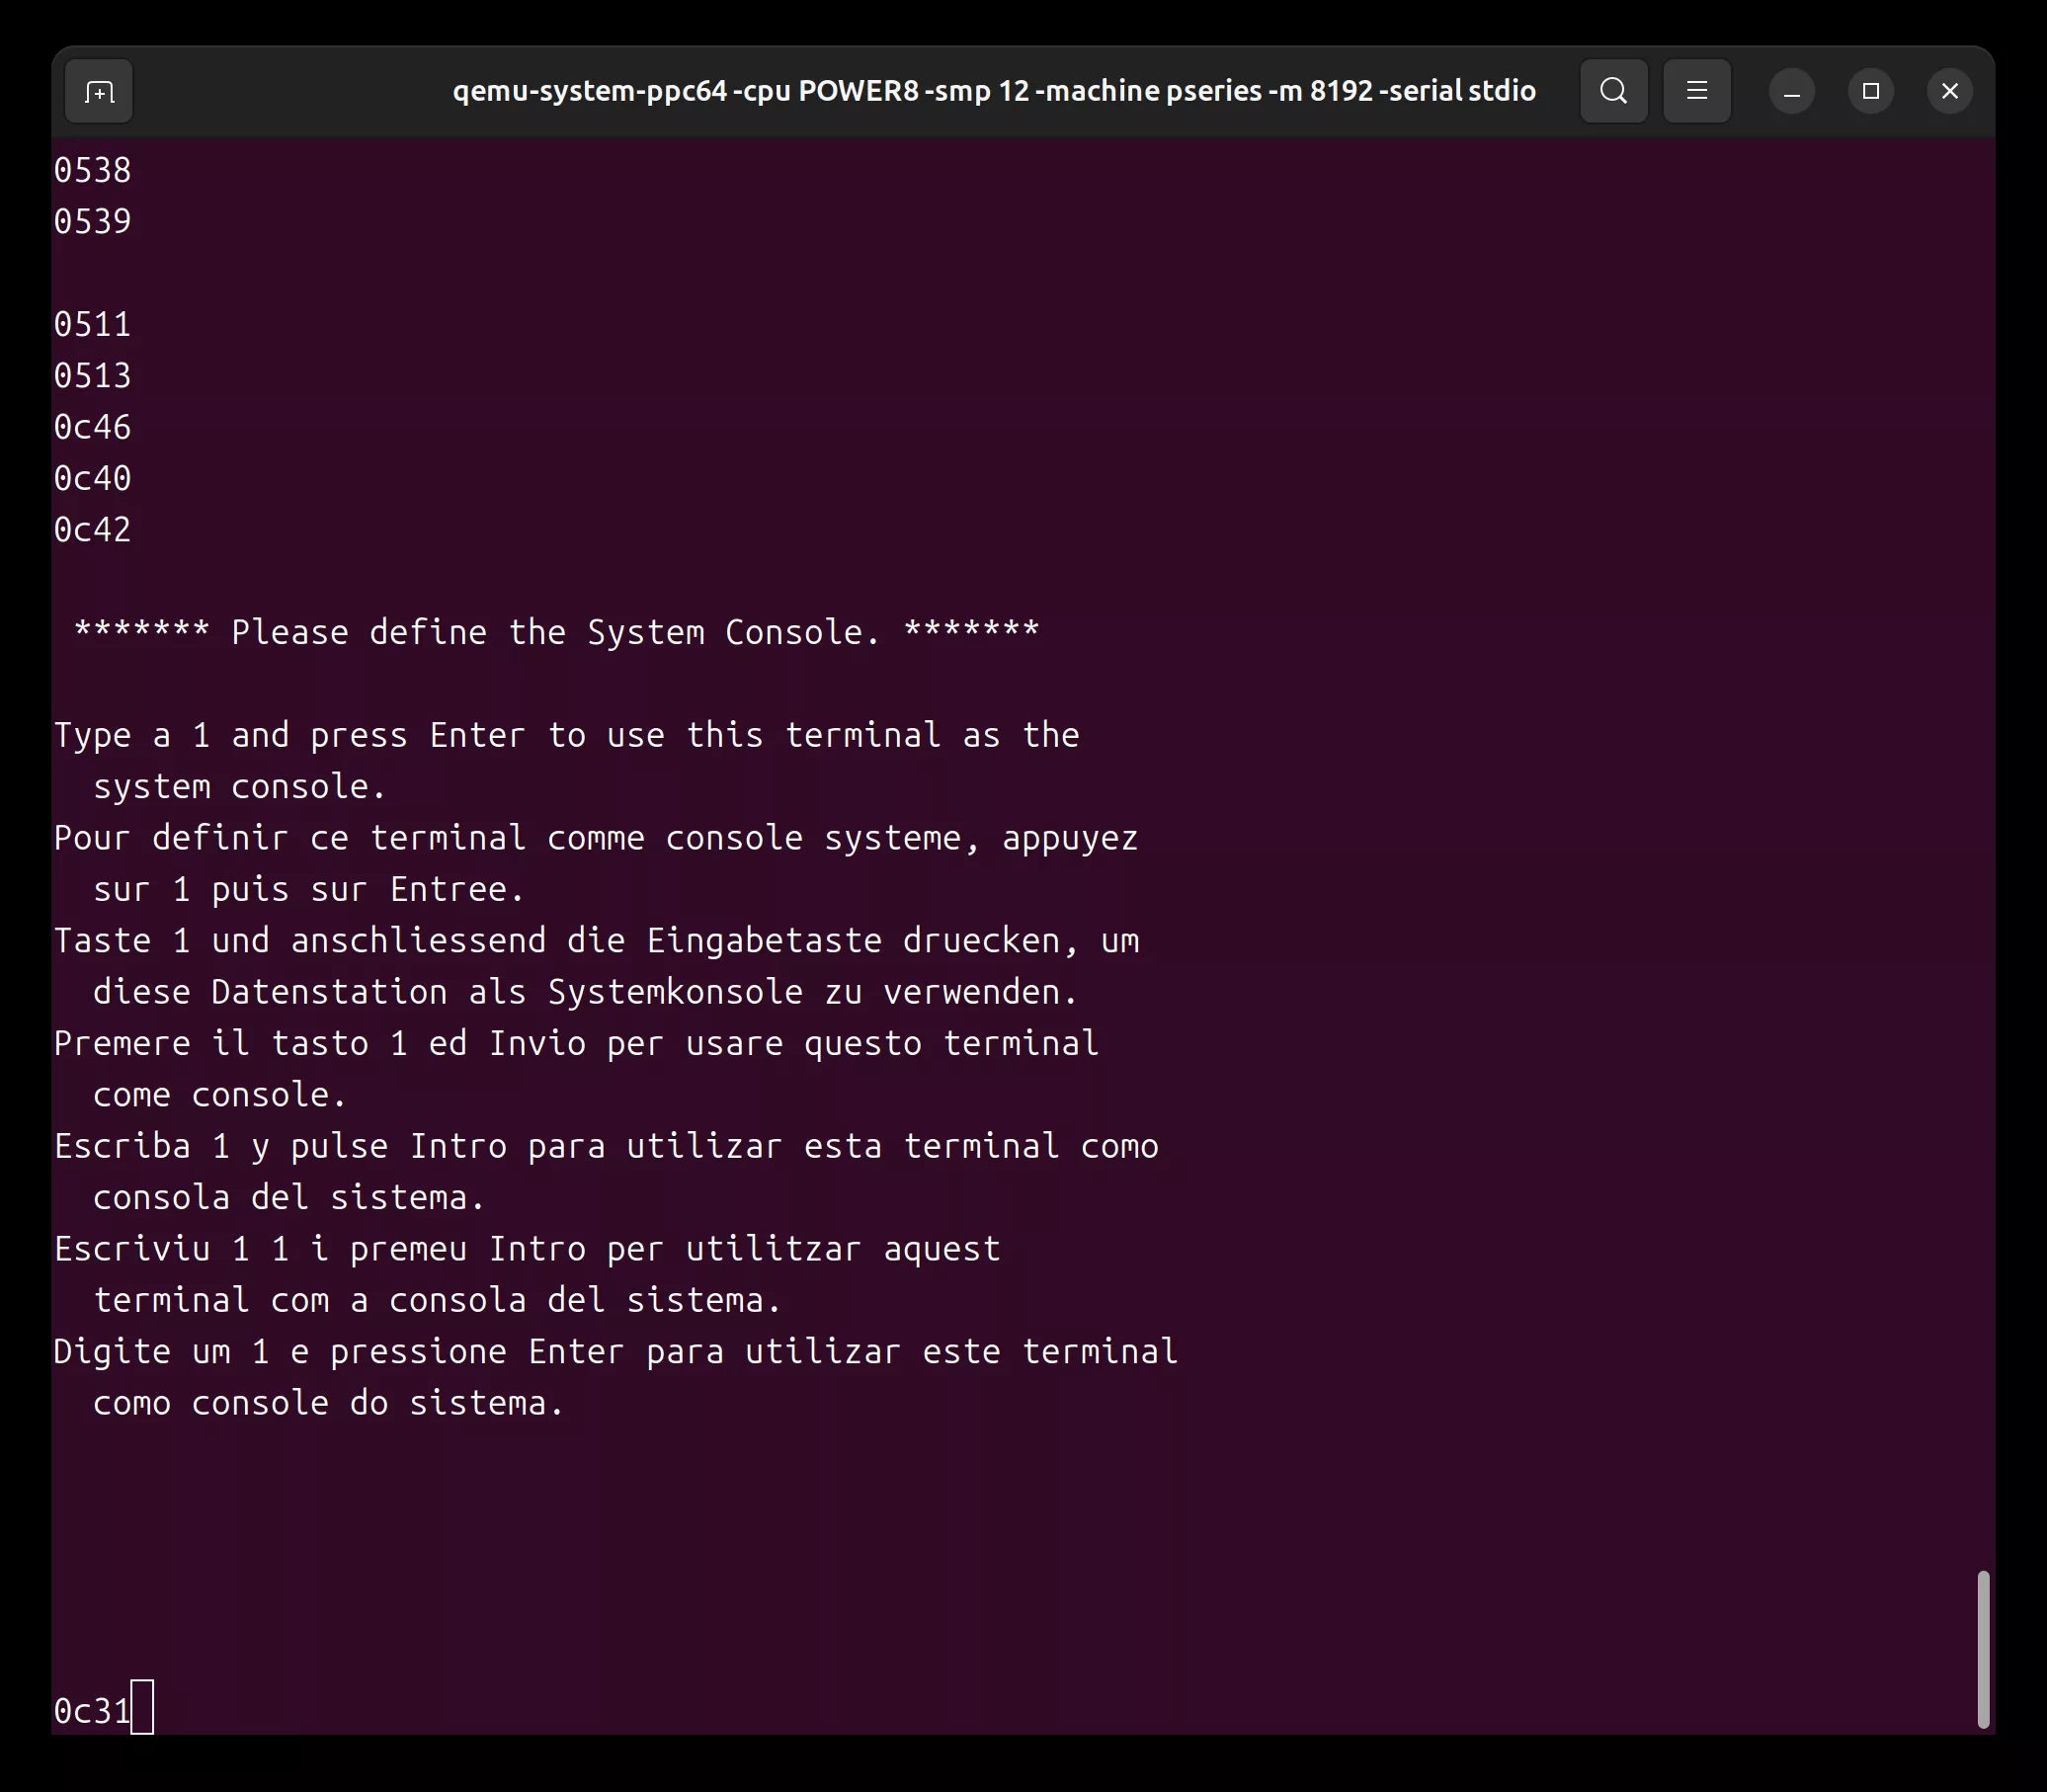 qemu-system-ppc64 -cpu POWER8 -smp 12 -machine pseries -m 8192 -serial stdio
0538
0539
0511
0513
0c46
0c40
0c42
******* Please define the System Console. *******
Type a 1 and press Enter to use this terminal as the
system console.
Pour definir ce terminal comme console systeme, appuyez
sur 1 puis sur Entree.
Taste 1 und anschliessend die Eingabetaste druecken, um
diese Datenstation als Systemkonsole zu verwenden.
Premere il tasto 1 ed Invio per usare questo terminal
come console.
Escriba 1 y pulse Intro para utilizar esta terminal como
consola del sistema.
Escriviu 1 1 i premeu Intro per utilitzar aquest
terminal com a consola del sistema.
Digite um 1 e pressione Enter para utilizar este terminal
como console do sistema.
0c31